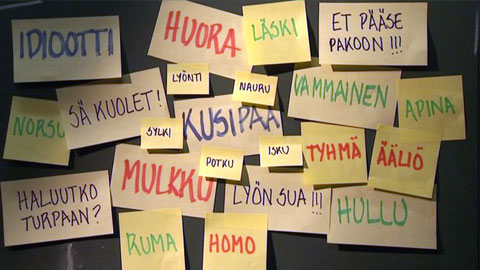 IDIOOTTI
HUORA
LÄSKI
ET PÄÄSE
PAKOON !!!
LYÖNTI
NAURU
VAMMAINEN
APINA
NORSU
SÄ KUOLET!
SYLKI
KUSIPÄÄ
POTKU
ISKU
TYHMÄ
ÄÄLIÖ
HALUUTKO
TURPAAN?
MULKKU
LYÖN SUA !!!
HULLU
RUMA
HOMO